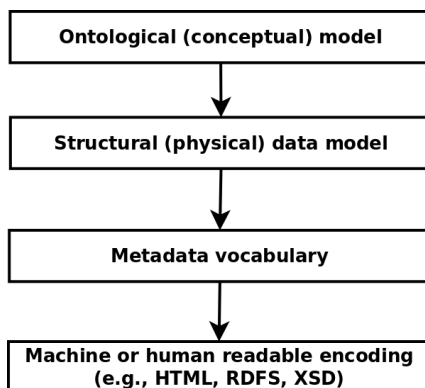 Ontological (conceptual) model
Structural (physical) data model
Metadata vocabulary
Machine or human readable encoding
(e.g., HTML, RDFS, XSD)